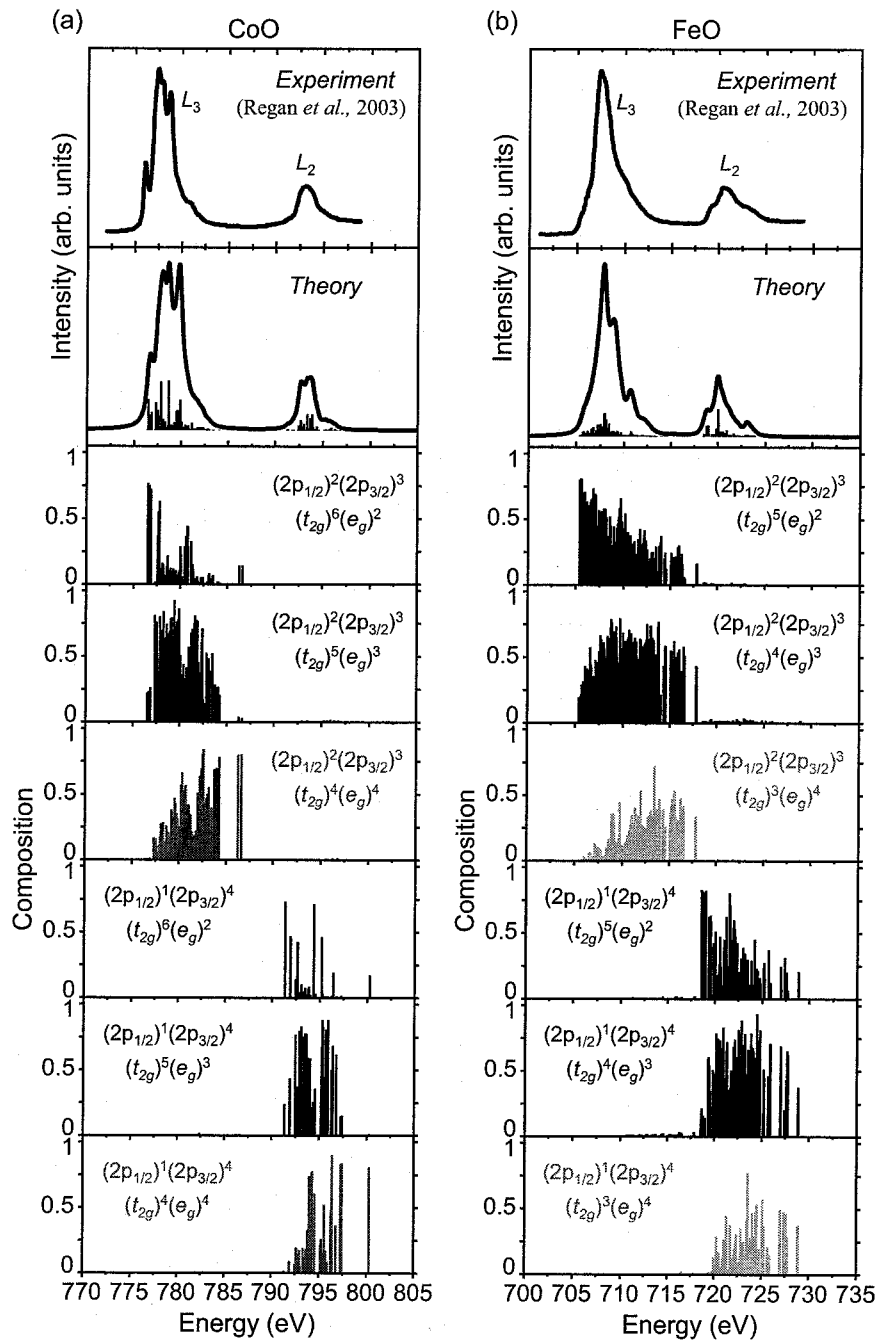 (a)
CoO
Experiment
(Regan et al., 2003)
L3
L2
Intensity (arb. units)
Theory
1
0.5
0
(2p1/2)²(2p3/2)³
(t2g)⁶(eg)²
1
0.5
0
(2p1/2)²(2p3/2)³
(t2g)⁵(eg)³
1
0.5
0
(2p1/2)²(2p3/2)³
(t2g)⁴(eg)⁴
Composition
1
0.5
0
(2p1/2)¹(2p3/2)⁴
(t2g)⁶(eg)²
1
0.5
0
(2p1/2)¹(2p3/2)⁴
(t2g)⁵(eg)³
1
0.5
0
(2p1/2)¹(2p3/2)⁴
(t2g)⁴(eg)⁴
770 775 780 785 790 795 800 805
Energy (eV)
(b)
FeO
Experiment
(Regan et al., 2003)
L3
L2
Intensity (arb. units)
Theory
1
0.5
0
(2p1/2)²(2p3/2)³
(t2g)⁵(eg)²
1
0.5
0
(2p1/2)²(2p3/2)³
(t2g)⁴(eg)³
1
0.5
0
(2p1/2)²(2p3/2)³
(t2g)³(eg)⁴
Composition
1
0.5
0
(2p1/2)¹(2p3/2)⁴
(t2g)⁵(eg)²
1
0.5
0
(2p1/2)¹(2p3/2)⁴
(t2g)⁴(eg)³
1
0.5
0
(2p1/2)¹(2p3/2)⁴
(t2g)³(eg)⁴
700 705 710 715 720 725 730 735
Energy (eV)